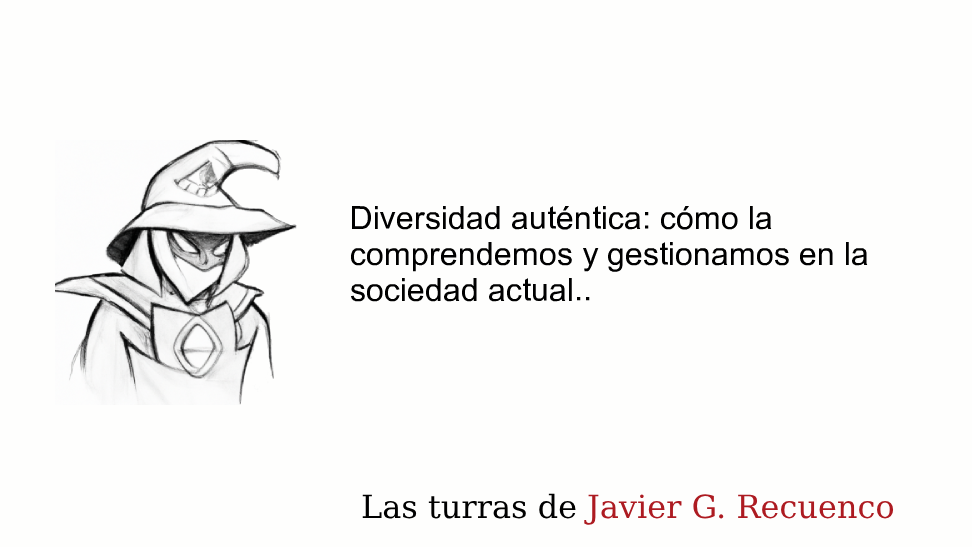 Diversidad auténtica: cómo la
comprendemos y gestionamos en la
sociedad actual..
Las turras de Javier G. Recuenco